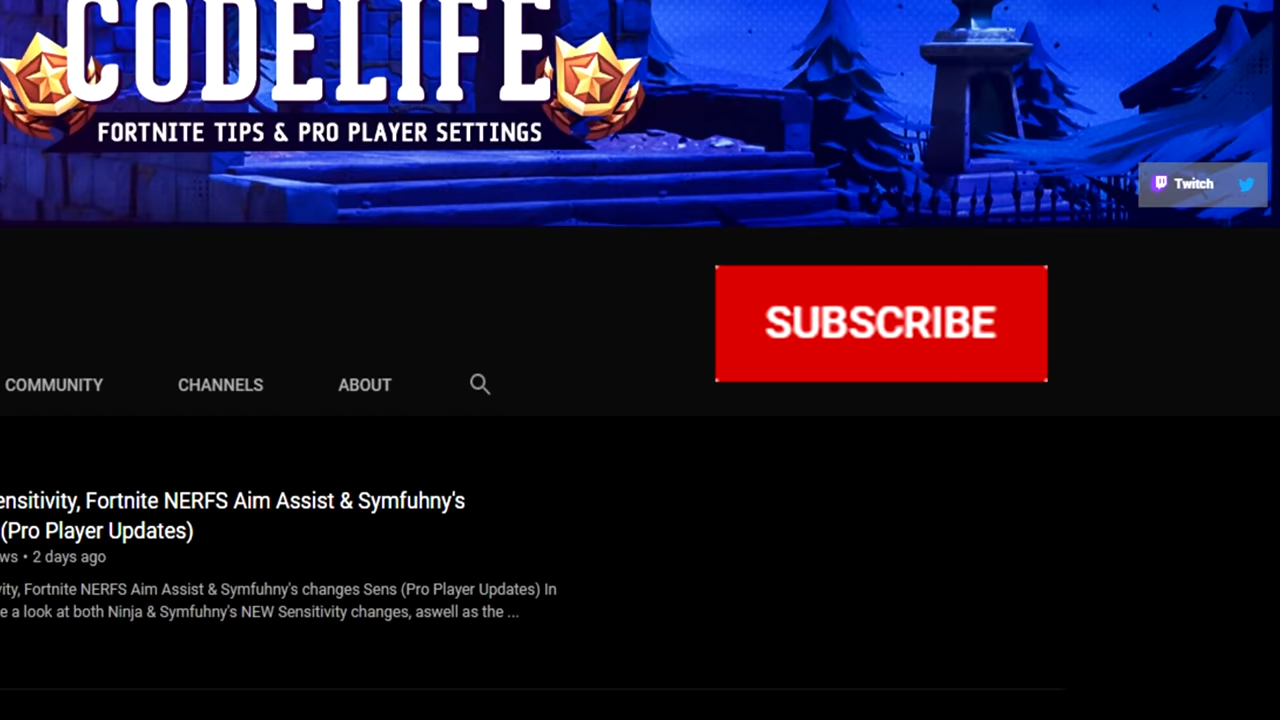 CODELIFE
FORTNITE TIPS & PRO PLAYER SETTINGS
Twitch
SUBSCRIBE
COMMUNITY CHANNELS ABOUT
ensitivity, Fortnite NERFS Aim Assist & Symfuhny's
(Pro Player Updates)
ws • 2 days ago
vity, Fortnite NERFS Aim Assist & Symfuhny's changes Sens (Pro Player Updates) In
e a look at both Ninja & Symfuhny's NEW Sensitivity changes, aswell as the ...